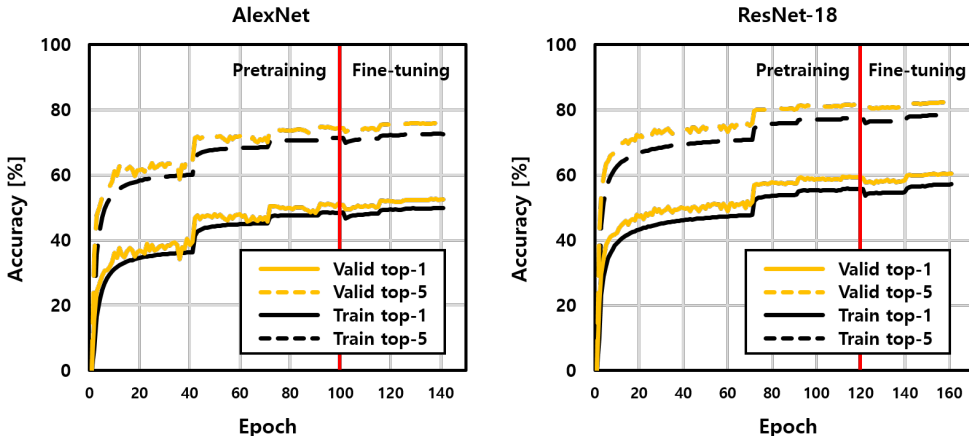 AlexNet
100
80
60
40
20
0
Accuracy [%]
Pretraining
Fine-tuning
Valid top-1
Valid top-5
Train top-1
Train top-5
0 20 40 60 80 100 120 140
Epoch
ResNet-18
100
80
60
40
20
0
Accuracy [%]
Pretraining
Fine-tuning
Valid top-1
Valid top-5
Train top-1
Train top-5
0 20 40 60 80 100 120 140 160
Epoch